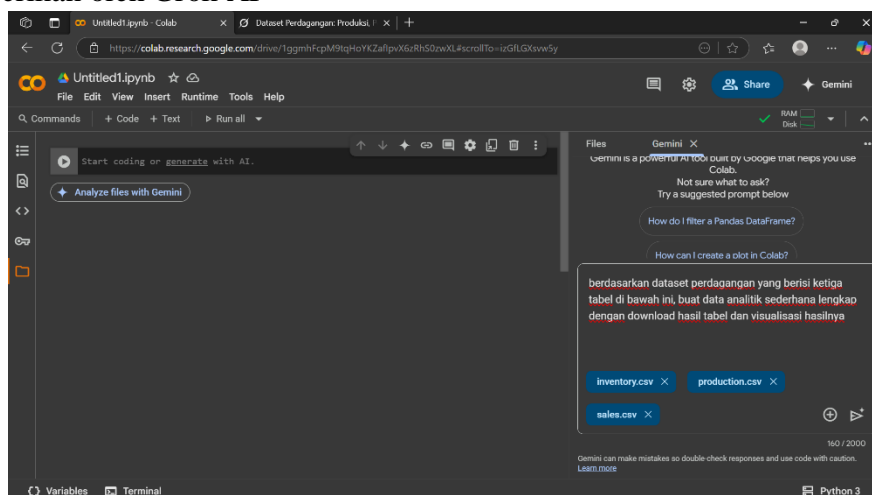 Untitled1.ipynb - Colab
Dataset Perdagangan: Produksi, I
https://colab.research.google.com/drive/1ggmhFcpM9tqHoYKZaflpvX6zRhS0zwXL#scrollTo=izGfLGXsvw5y
CO
Untitled1.ipynb
Share
Gemini
File Edit View Insert Runtime Tools Help
Commands + Code + Text Run all
RAM
Disk
Files
Gemini
Start coding or generate with AI.
Analyze files with Gemini
Gemini is a powerful AI tool built by Google that helps you use
Colab.
Not sure what to ask?
Try a suggested prompt below
How do I filter a Pandas DataFrame?
How can I create a plot in Colab?
berdasarkan dataset perdagangan yang berisi ketiga
tabel di bawah ini, buat data analitik sederhana lengkap
dengan download hasil tabel dan visualisasi hasilnya
inventory.csv
production.csv
sales.csv
160 / 2000
Gemini can make mistakes so double-check responses and use code with caution.
Learn more
Variables
Terminal
Python 3